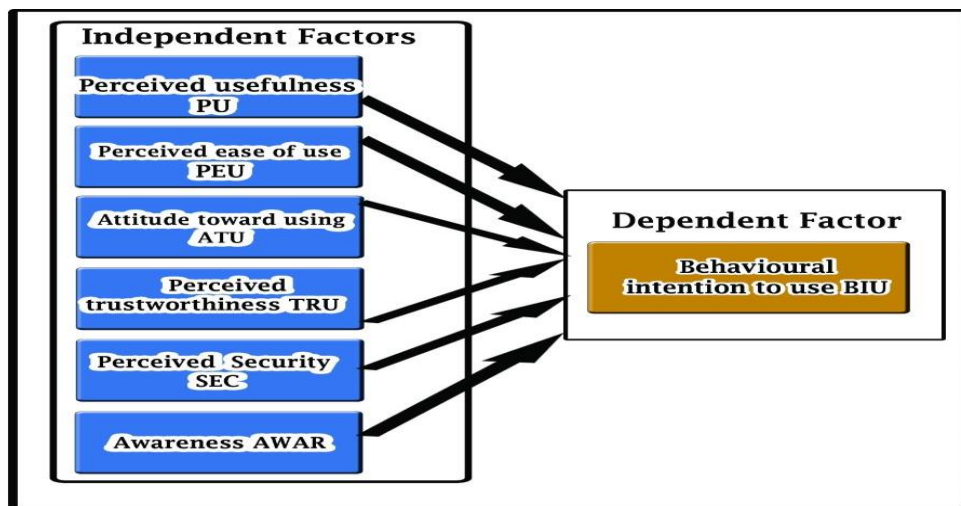 Independent Factors
Perceived usefulness
PU
Perceived ease of use
PEU
Attitude toward using
ATU
Perceived
trustworthiness TRU
Perceived Security
SEC
Awareness AWAR
Dependent Factor
Behavioural
intention to use BIU